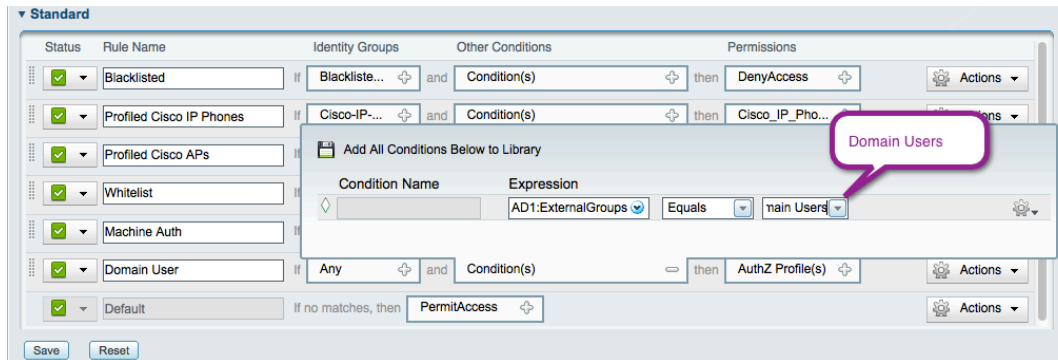 Standard
Status Rule Name Identity Groups Other Conditions Permissions
Blacklisted If Blackliste... and Condition(s) then DenyAccess Actions
Profiled Cisco IP Phones If Cisco-IP-... and Condition(s) then Cisco_IP_Pho... ons
Domain Users
Profiled Cisco APs If Add All Conditions Below to Library
Condition Name Expression
Whitelist AD1:ExternalGroups Equals main Users
Machine Auth If
Domain User If Any and Condition(s) then AuthZ Profile(s) Actions
Default If no matches, then PermitAccess Actions
Save Reset